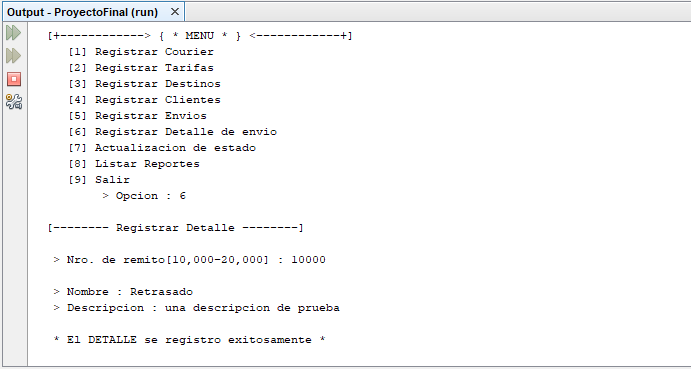 Output - ProyectoFinal (run) ×
[+------------> { * MENU * } <------------+]
[1] Registrar Courier
[2] Registrar Tarifas
[3] Registrar Destinos
[4] Registrar Clientes
[5] Registrar Envios
[6] Registrar Detalle de envio
[7] Actualizacion de estado
[8] Listar Reportes
[9] Salir
> Opcion : 6
[-------- Registrar Detalle --------]
> Nro. de remito[10,000-20,000] : 10000
> Nombre : Retrasado
> Descripcion : una descripcion de prueba
* El DETALLE se registro exitosamente *